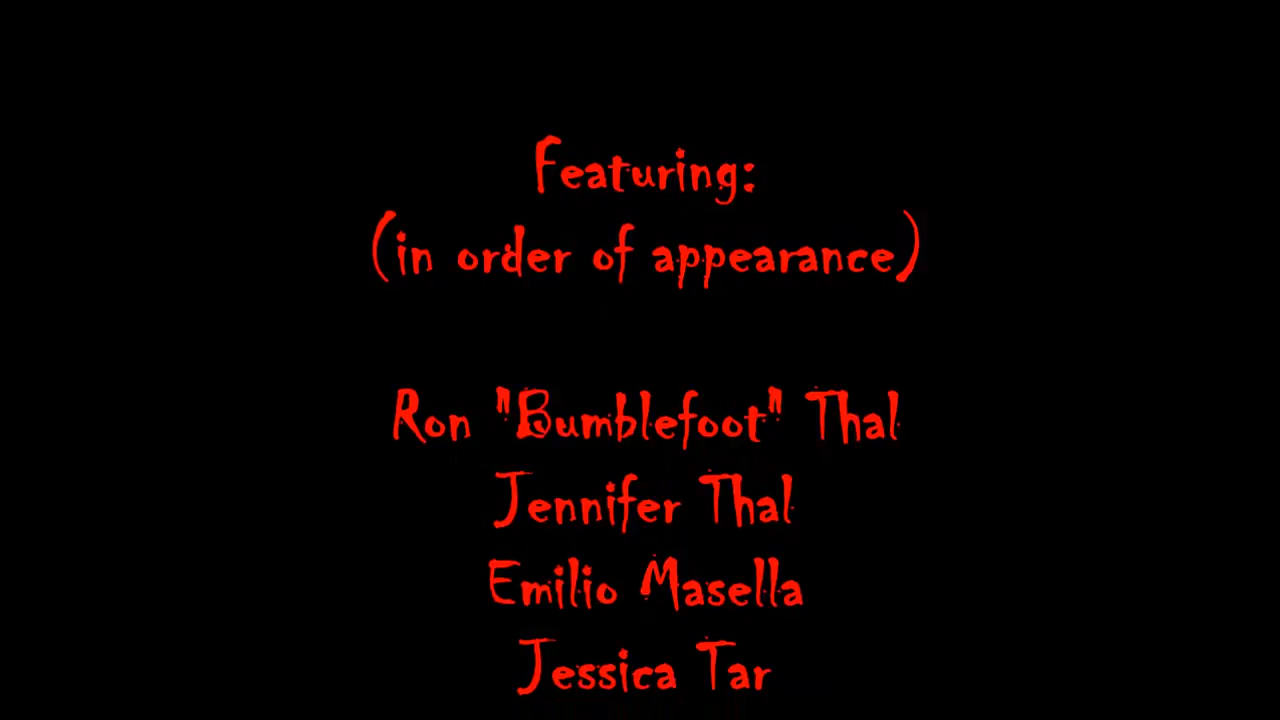 Featuring:
(in order of appearance)
Ron "Bumblefoot" Thal
Jennifer Thal
Emilio Masella
Jessica Tar